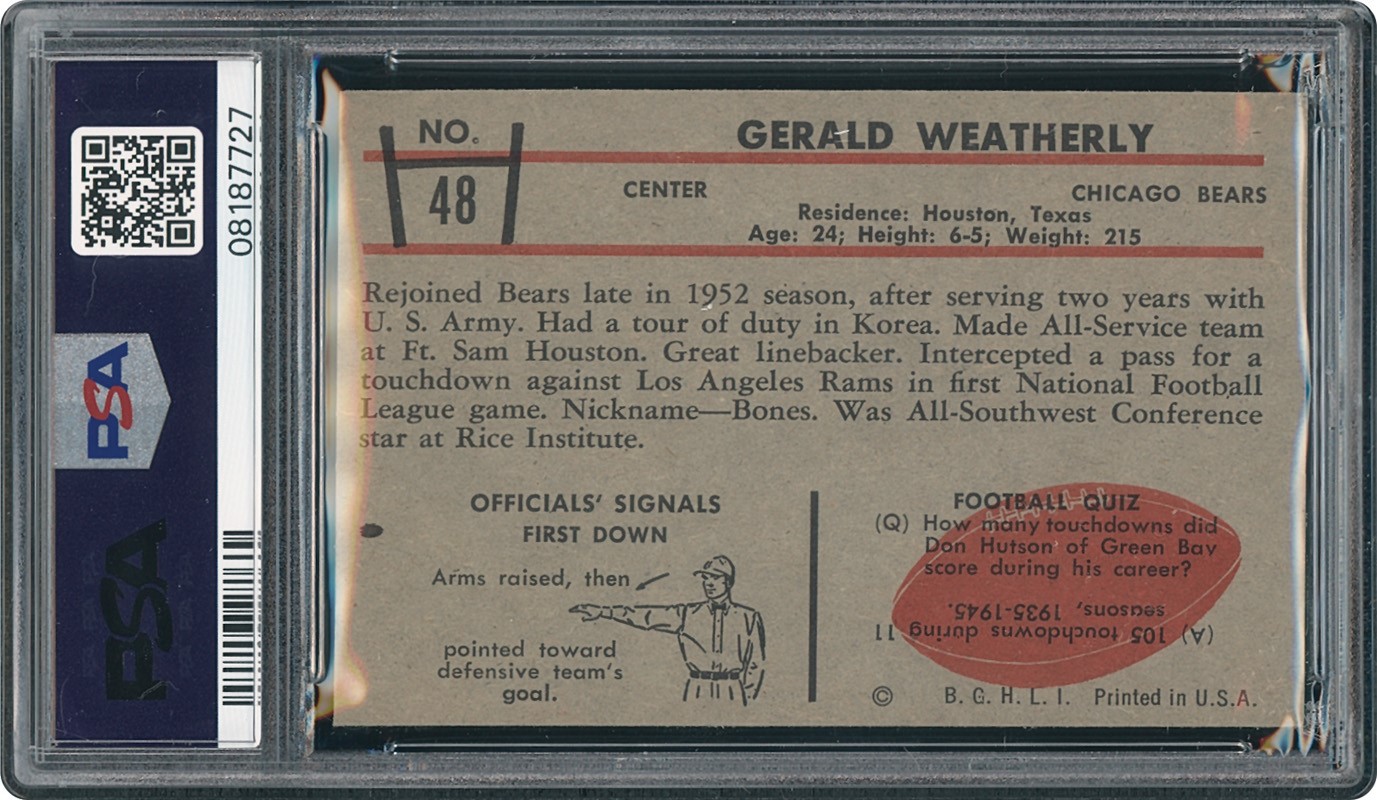 08187727
PSA
PSA
NO.
48
GERALD WEATHERLY
CENTER
CHICAGO BEARS
Residence: Houston, Texas
Age: 24; Height: 6-5; Weight: 215
Rejoined Bears late in 1952 season, after serving two years with
U. S. Army. Had a tour of duty in Korea. Made All-Service team
at Ft. Sam Houston. Great linebacker. Intercepted a pass for a
touchdown against Los Angeles Rams in first National Football
League game. Nickname—Bones. Was All-Southwest Conference
star at Rice Institute.
OFFICIALS' SIGNALS
FIRST DOWN
Arms raised, then
pointed toward
defensive team's
goal.
FOOTBALL QUIZ
(Q) How many touchdowns did
Don Hutson of Green Bay
score during his career?
(A) 105 touchdowns during 11
seasons, 1935-1945.
© B. G. H. L. I. Printed in U.S.A.